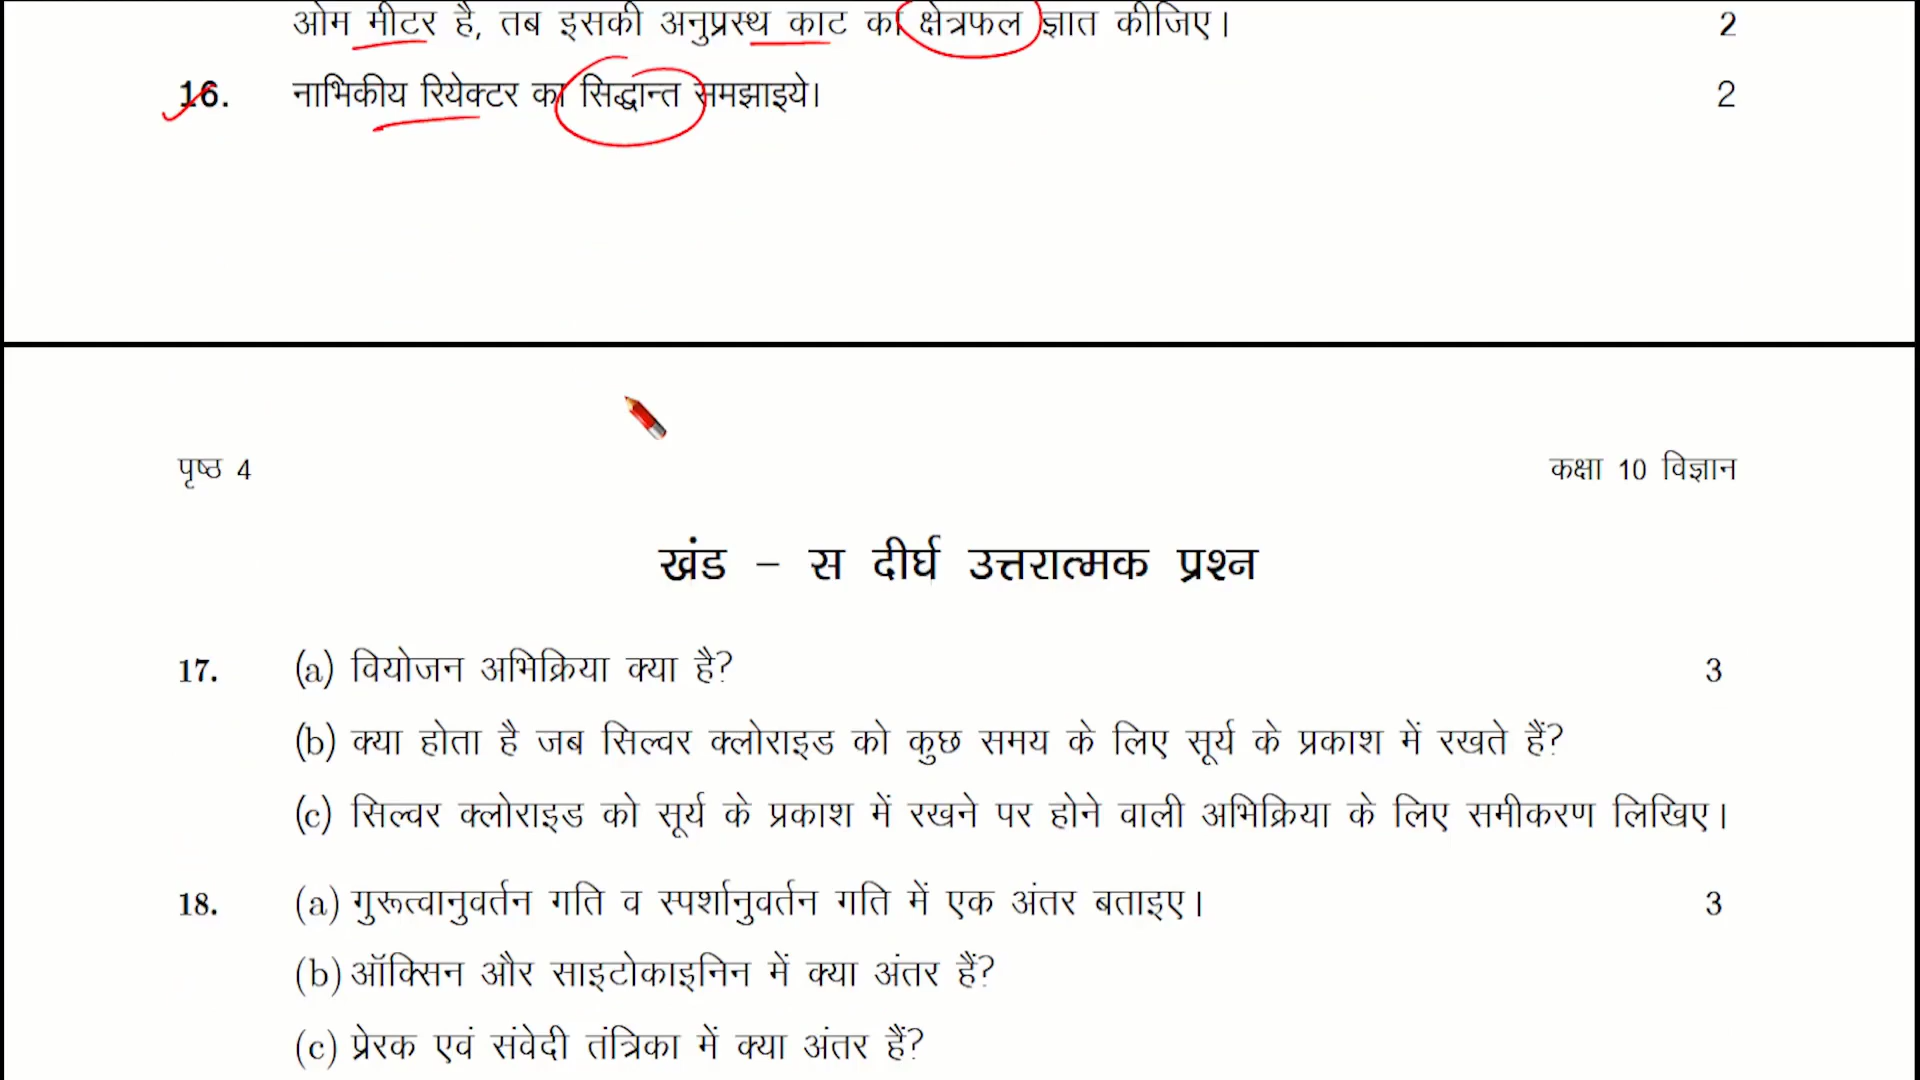 ओम मीटर है, तब इसकी अनुप्रस्थ काट का क्षेत्रफल ज्ञात कीजिए। 2
16. नाभिकीय रियेक्टर का सिद्धान्त समझाइये। 2
पृष्ठ 4 कक्षा 10 विज्ञान
खंड - स दीर्घ उत्तरात्मक प्रश्न
17. (a) वियोजन अभिक्रिया क्या है? 3
(b) क्या होता है जब सिल्वर क्लोराइड को कुछ समय के लिए सूर्य के प्रकाश में रखते हैं?
(c) सिल्वर क्लोराइड को सूर्य के प्रकाश में रखने पर होने वाली अभिक्रिया के लिए समीकरण लिखिए।
18. (a) गुरूत्वानुवर्तन गति व स्पर्शानुवर्तन गति में एक अंतर बताइए। 3
(b) ऑक्सिन और साइटोकाइनिन में क्या अंतर हैं?
(c) प्रेरक एवं संवेदी तंत्रिका में क्या अंतर हैं?